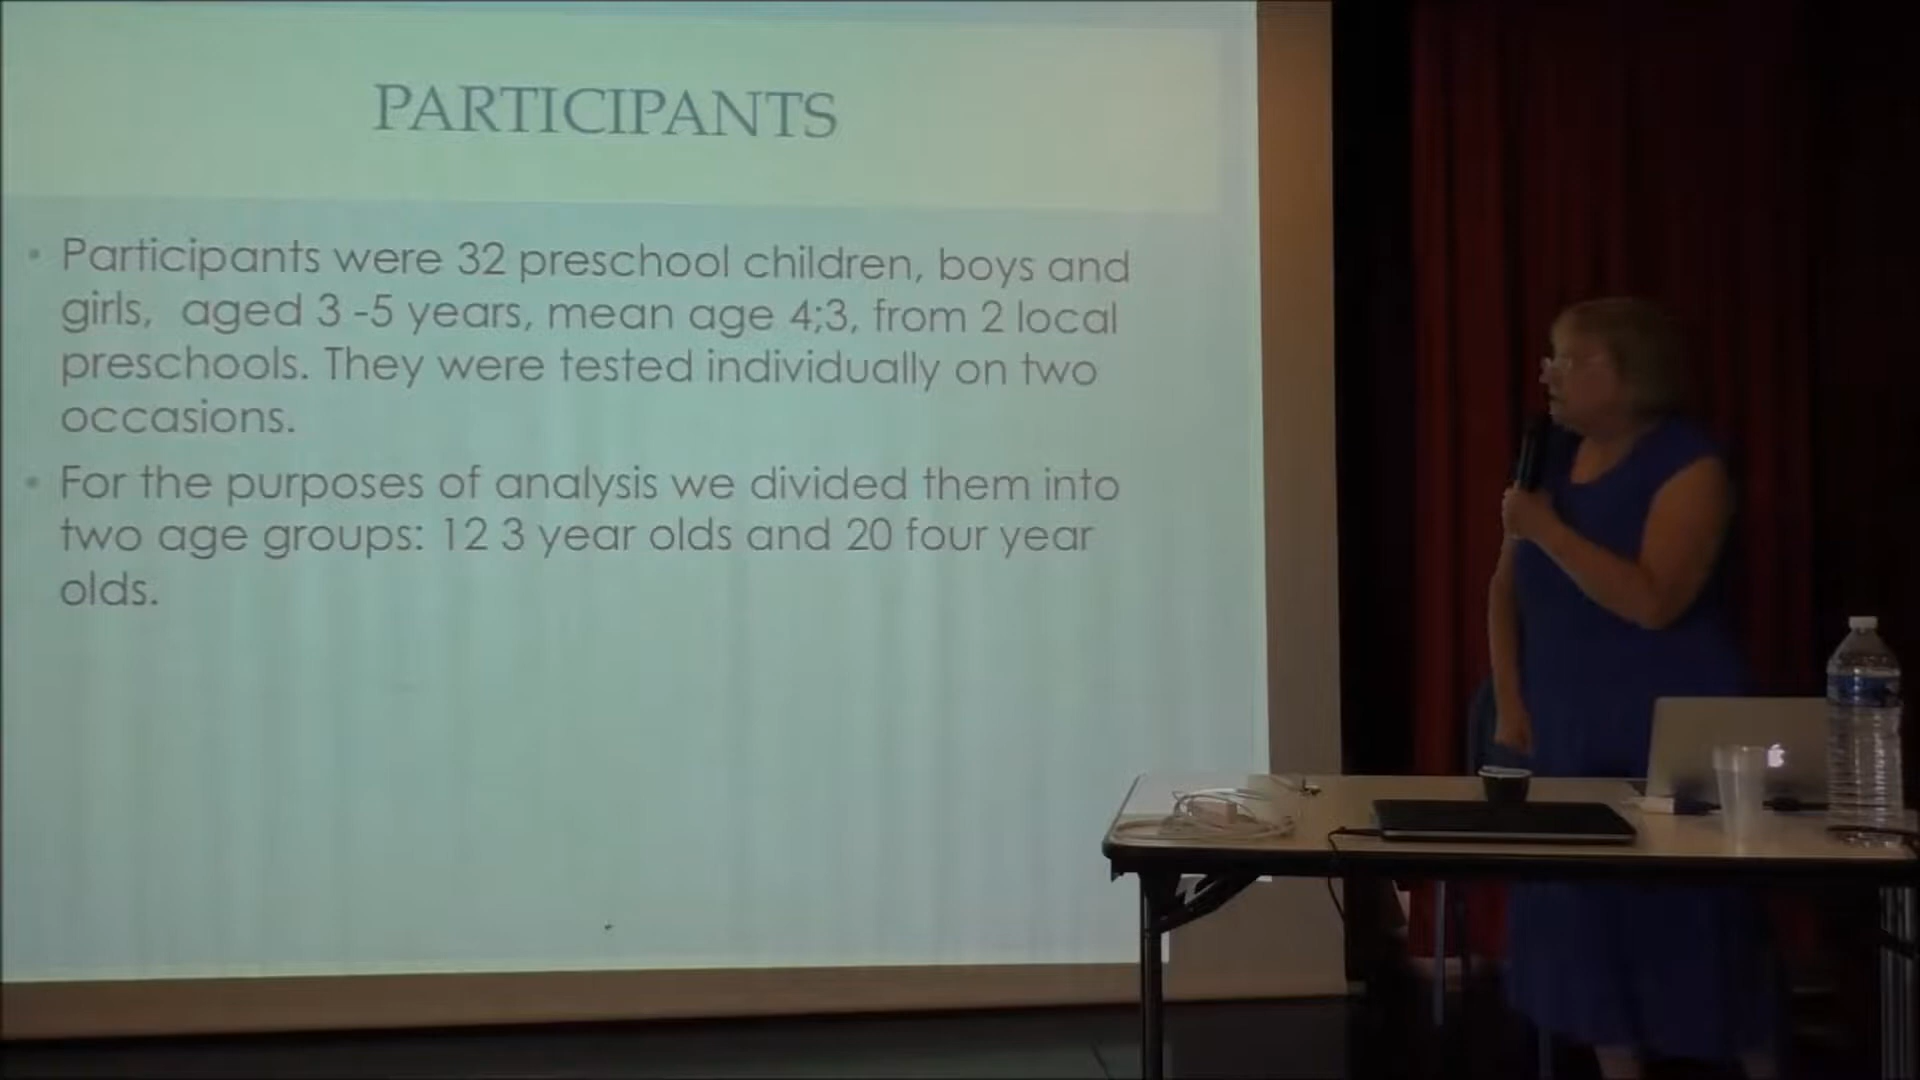 PARTICIPANTS
• Participants were 32 preschool children, boys and
girls, aged 3 -5 years, mean age 4;3, from 2 local
preschools. They were tested individually on two
occasions.
• For the purposes of analysis we divided them into
two age groups: 12 3 year olds and 20 four year
olds.